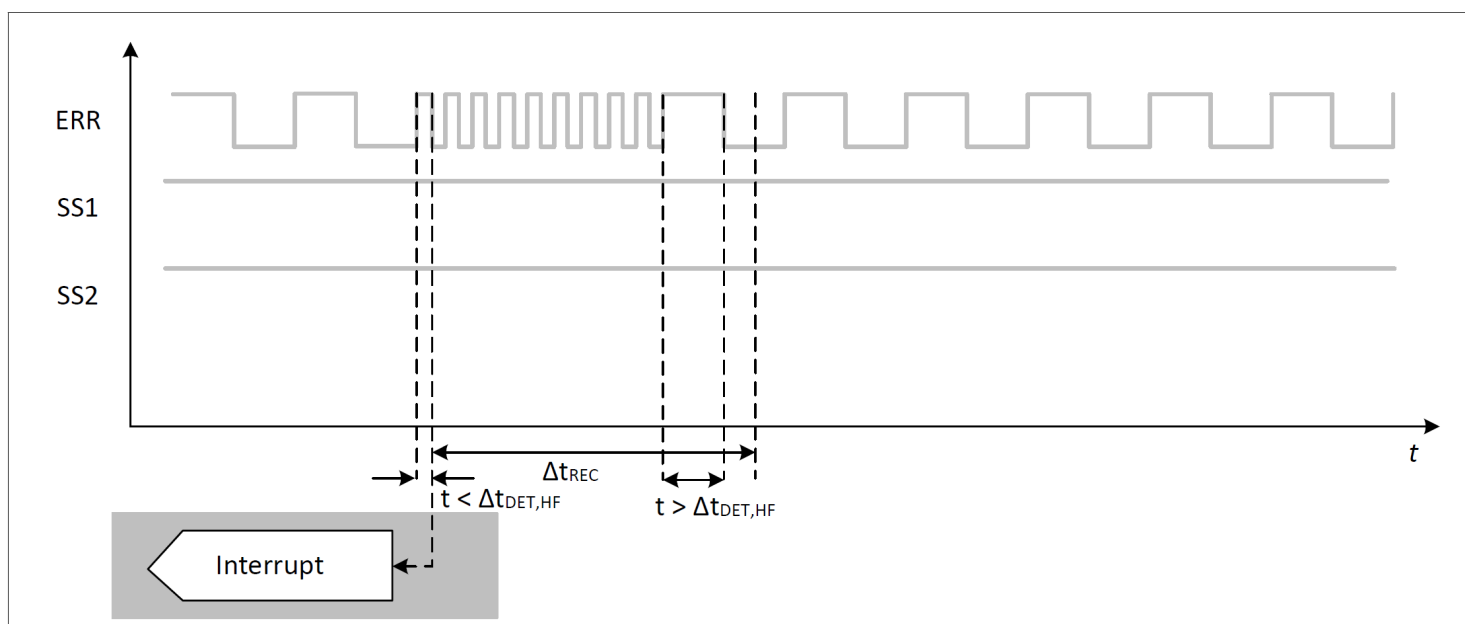 ERR
SS1
SS2
t
ΔtREC
t < ΔtDET,HF
t > ΔtDET,HF
Interrupt